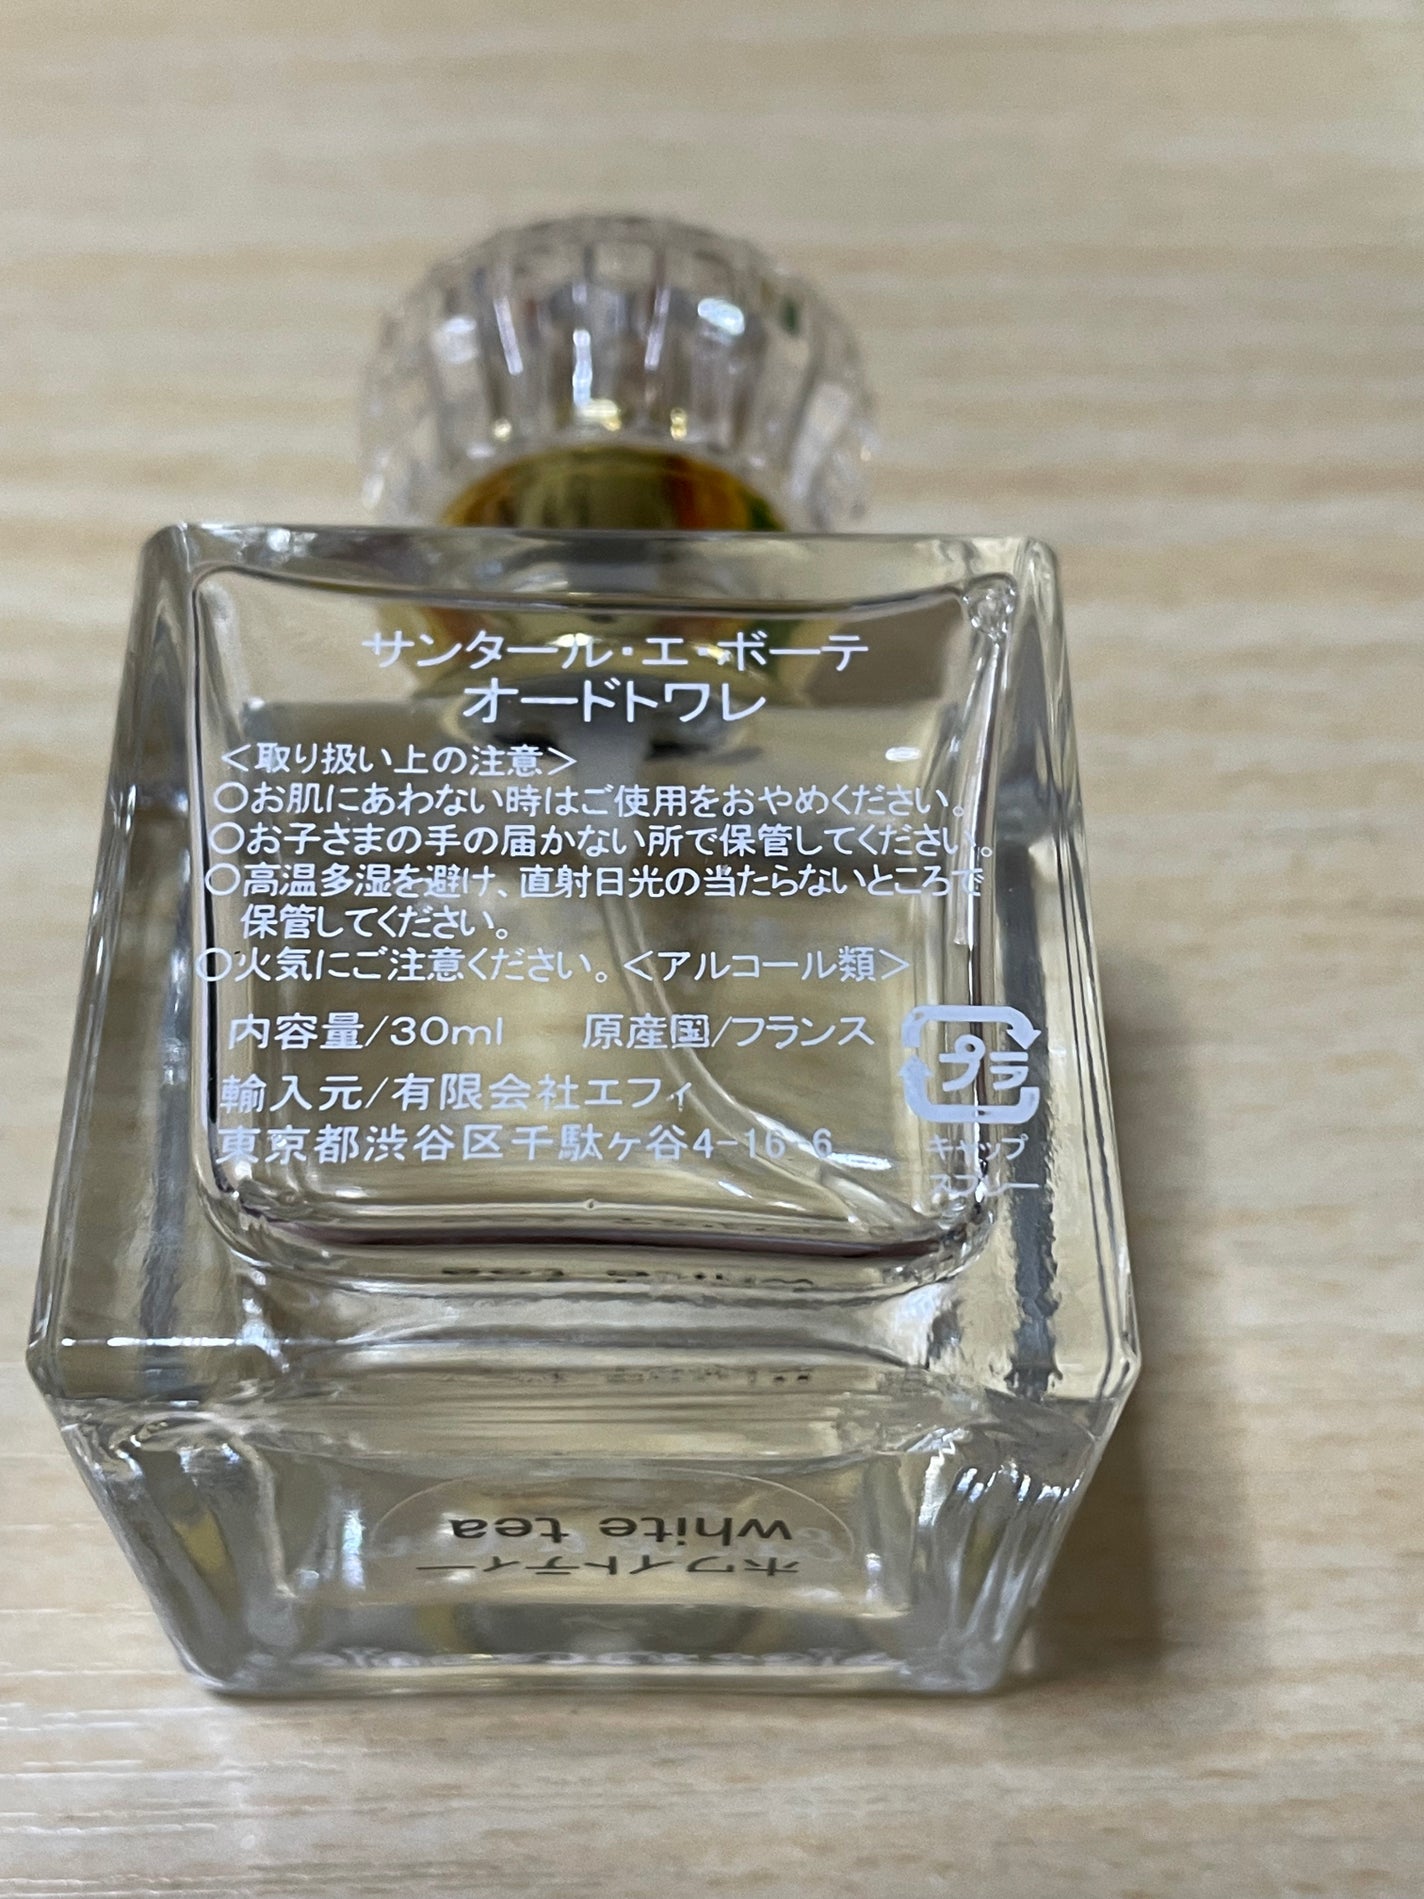 サンタール・エ・ボーテ
オードトワレ
＜取り扱い上の注意＞
○お肌にあわない時はご使用をおやめください。
○お子さまの手の届かない所で保管してください。
○高温多湿を避け、直射日光の当たらないところで
保管してください。
○火気にご注意ください。＜アルコール類＞
内容量/30ml　原産国/フランス
輸入元/有限会社エフィ
東京都渋谷区千駄ヶ谷4-16-6
プラ
キャップ
スプレー
white tea
ホワイトティー